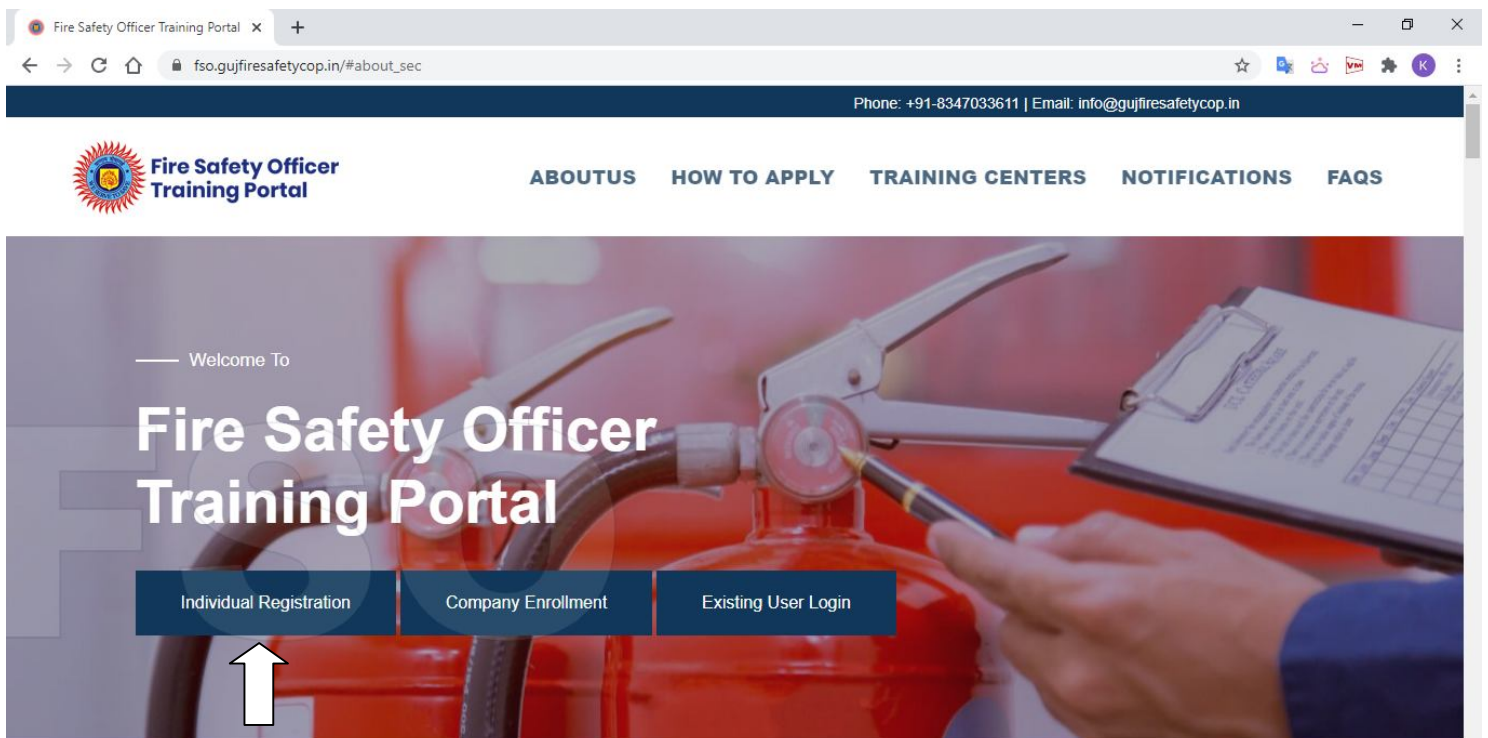 Fire Safety Officer Training Portal
fso.gujfiresafetycop.in/#about_sec
K
Phone: +91-8347033611 | Email: info@gujfiresafetycop.in
Fire Safety Officer
Training Portal
ABOUTUS HOW TO APPLY TRAINING CENTERS NOTIFICATIONS FAQS
Welcome To
Fire Safety Officer
Training Portal
FSO
Individual Registration Company Enrollment Existing User Login